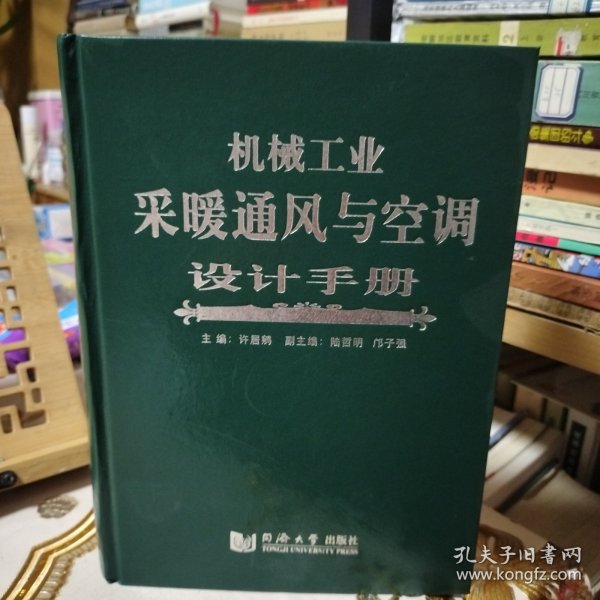 机械工业
采暖通风与空调
设计手册
主编：许居鹓 副主编：陆哲明 邝子强
同济大学出版社
TONGJI UNIVERSITY PRESS
孔夫子旧书网
www.kongfz.com